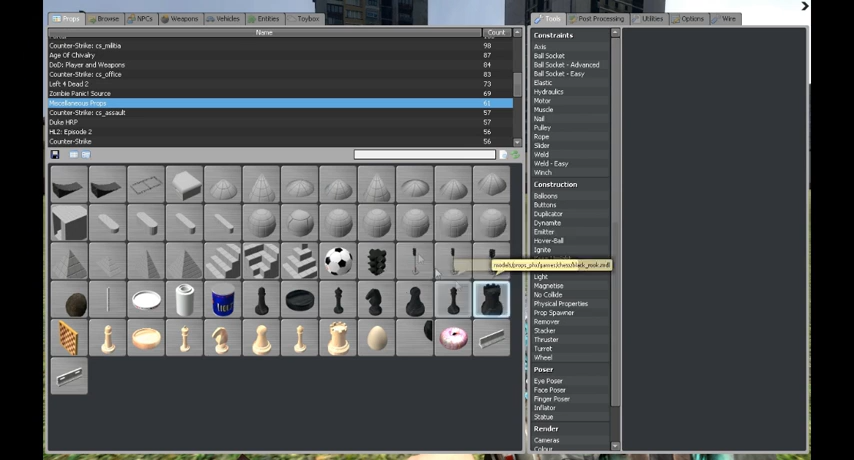 Props Browse NPCs Weapons Vehicles Entities Toybox
Tools Post Processing Utilities Options Wire
Name Count
Counter-Strike: cs_militia 98
Age Of Chivalry 87
DoD: Player and Weapons 84
Counter-Strike: cs_office 83
Left 4 Dead 2 73
Zombie Panic! Source 69
Miscellaneous Props 61
Counter-Strike: cs_assault 57
Duke HRP 57
HL2: Episode 2 56
Counter-Strike 56
models/props_phx/games/chess/black_rook.mdl
Constraints
Axis
Ball Socket
Ball Socket - Advanced
Ball Socket - Easy
Elastic
Hydraulics
Motor
Muscle
Nail
Pulley
Rope
Slider
Weld
Weld - Easy
Winch
Construction
Balloons
Buttons
Duplicator
Dynamite
Emitter
Hover-Ball
Ignite
Light
Magnetise
No Collide
Physical Properties
Prop Spawner
Remover
Stacker
Thruster
Turret
Wheel
Poser
Eye Poser
Face Poser
Finger Poser
Inflator
Statue
Render
Cameras
Colour